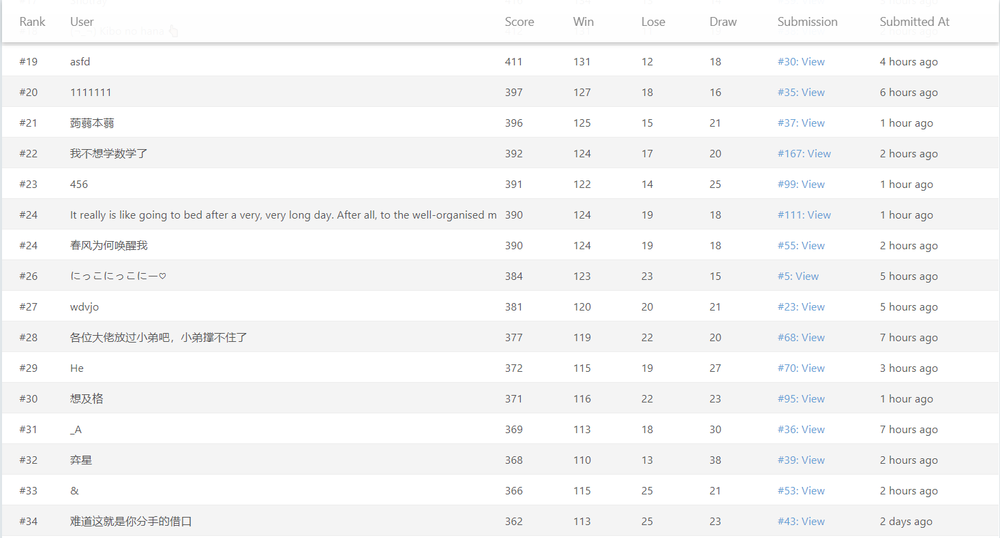 Rank User Score Win Lose Draw Submission Submitted At
#19 asfd 411 131 12 18 #30: View 4 hours ago
#20 1111111 397 127 18 16 #35: View 6 hours ago
#21 蒟蒻本蒻 396 125 15 21 #37: View 1 hour ago
#22 我不想学数学了 392 124 17 20 #167: View 2 hours ago
#23 456 391 122 14 25 #99: View 1 hour ago
#24 It really is like going to bed after a very, very long day. After all, to the well-organised m 390 124 19 18 #111: View 1 hour ago
#24 春风为何唤醒我 390 124 19 18 #55: View 2 hours ago
#26 にっこにっこにー♡ 384 123 23 15 #5: View 5 hours ago
#27 wdvjo 381 120 20 21 #23: View 5 hours ago
#28 各位大佬放过小弟吧，小弟撑不住了 377 119 22 20 #68: View 7 hours ago
#29 He 372 115 19 27 #70: View 3 hours ago
#30 想及格 371 116 22 23 #95: View 1 hour ago
#31 _A 369 113 18 30 #36: View 7 hours ago
#32 弈星 368 110 13 38 #39: View 2 hours ago
#33 & 366 115 25 21 #53: View 2 hours ago
#34 难道这就是你分手的借口 362 113 25 23 #43: View 2 days ago